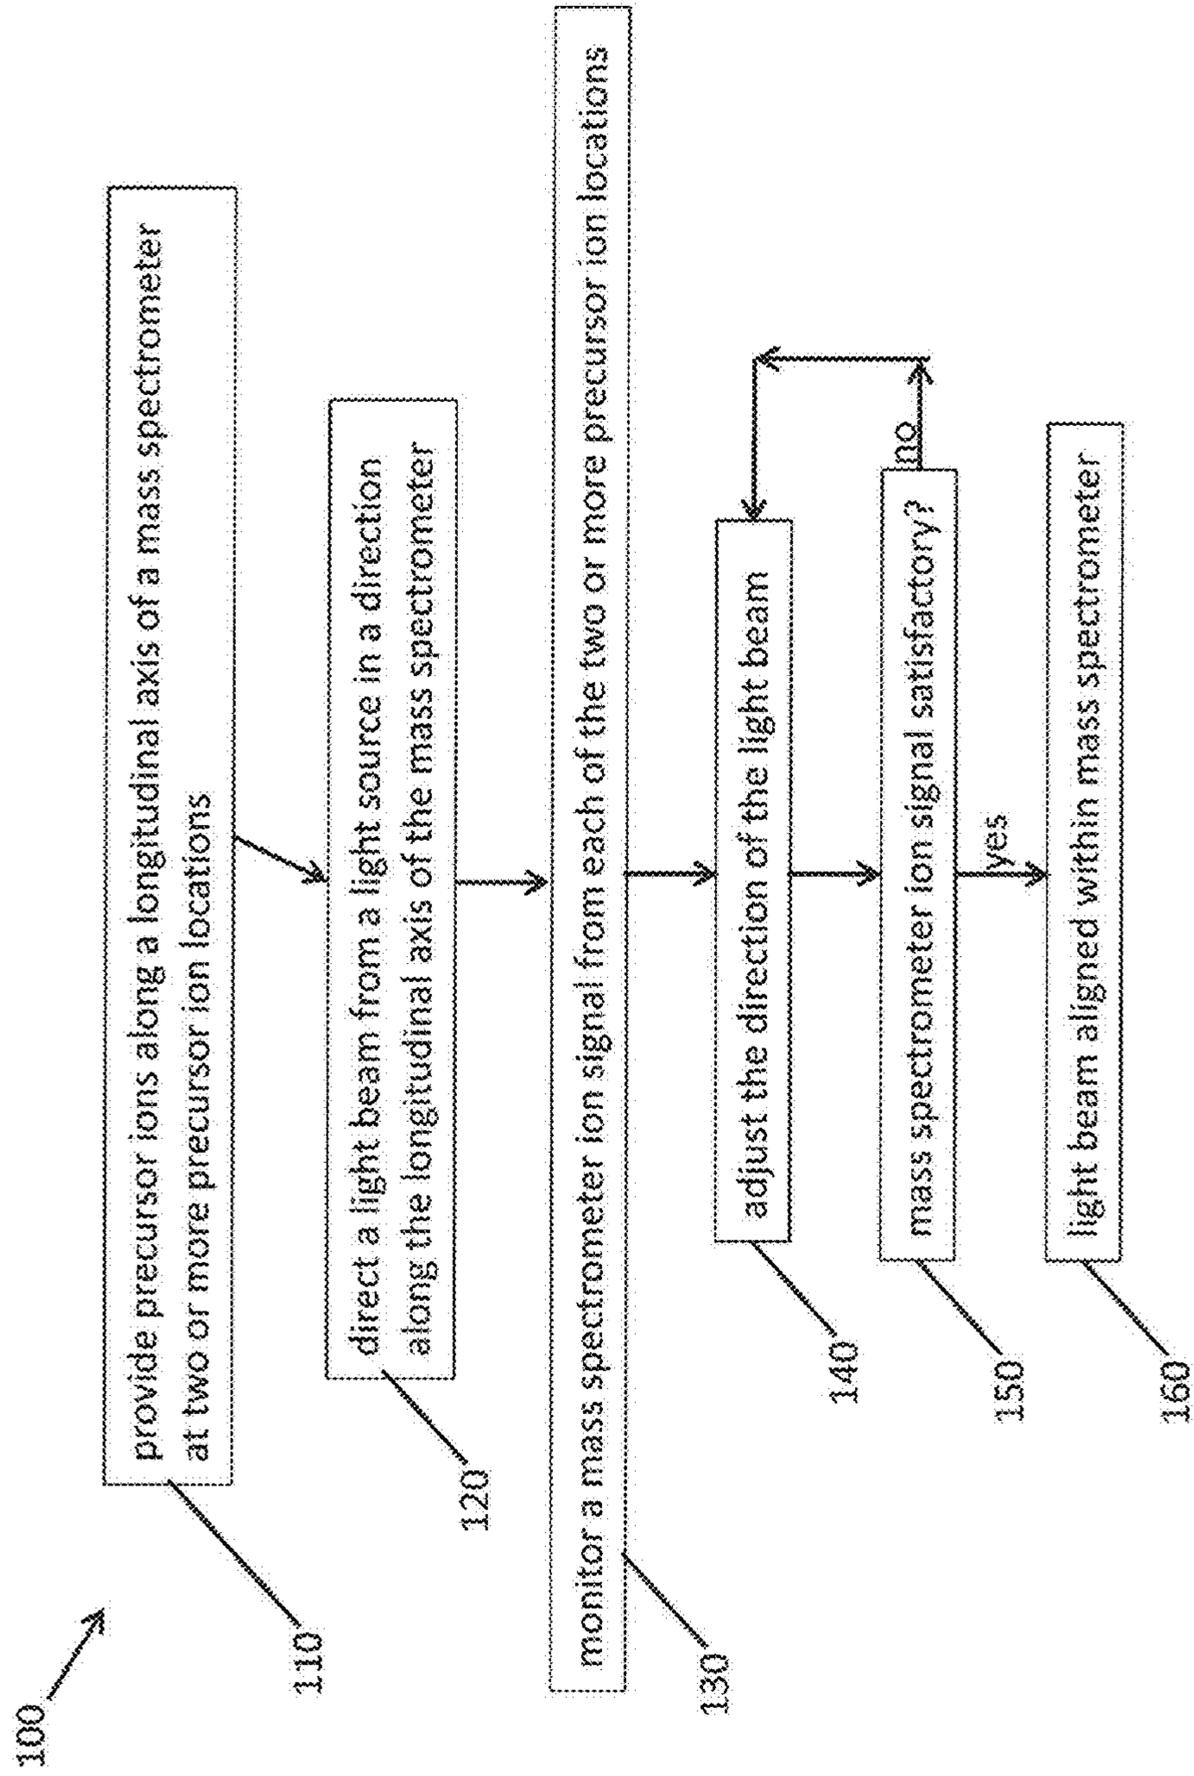 100
provide precursor ions along a longitudinal axis of a mass spectrometer
at two or more precursor ion locations
110
direct a light beam from a light source in a direction
along the longitudinal axis of the mass spectrometer
120
monitor a mass spectrometer ion signal from each of the two or more precursor ion locations
130
adjust the direction of the light beam
140
mass spectrometer ion signal satisfactory?
no
150
yes
light beam aligned within mass spectrometer
160